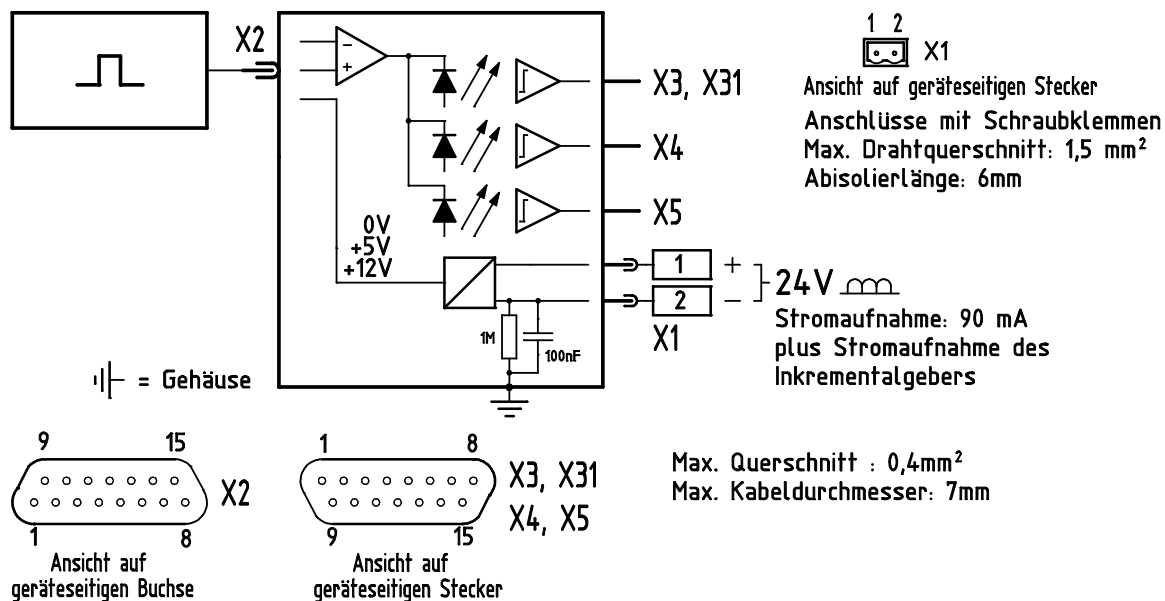 X2
X3, X31
X4
X5
0V
+5V
+12V
1M
100nF
1 +
2 −
X1
24V
Stromaufnahme: 90 mA
plus Stromaufnahme des
Inkrementalgebers
1 2
X1
Ansicht auf geräteseitigen Stecker
Anschlüsse mit Schraubklemmen
Max. Drahtquerschnitt: 1,5 mm²
Abisolierlänge: 6mm
= Gehäuse
9 15
X2
1 8
Ansicht auf
geräteseitigen Buchse
1 8
X3, X31
X4, X5
9 15
Ansicht auf
geräteseitigen Stecker
Max. Querschnitt : 0,4mm²
Max. Kabeldurchmesser: 7mm